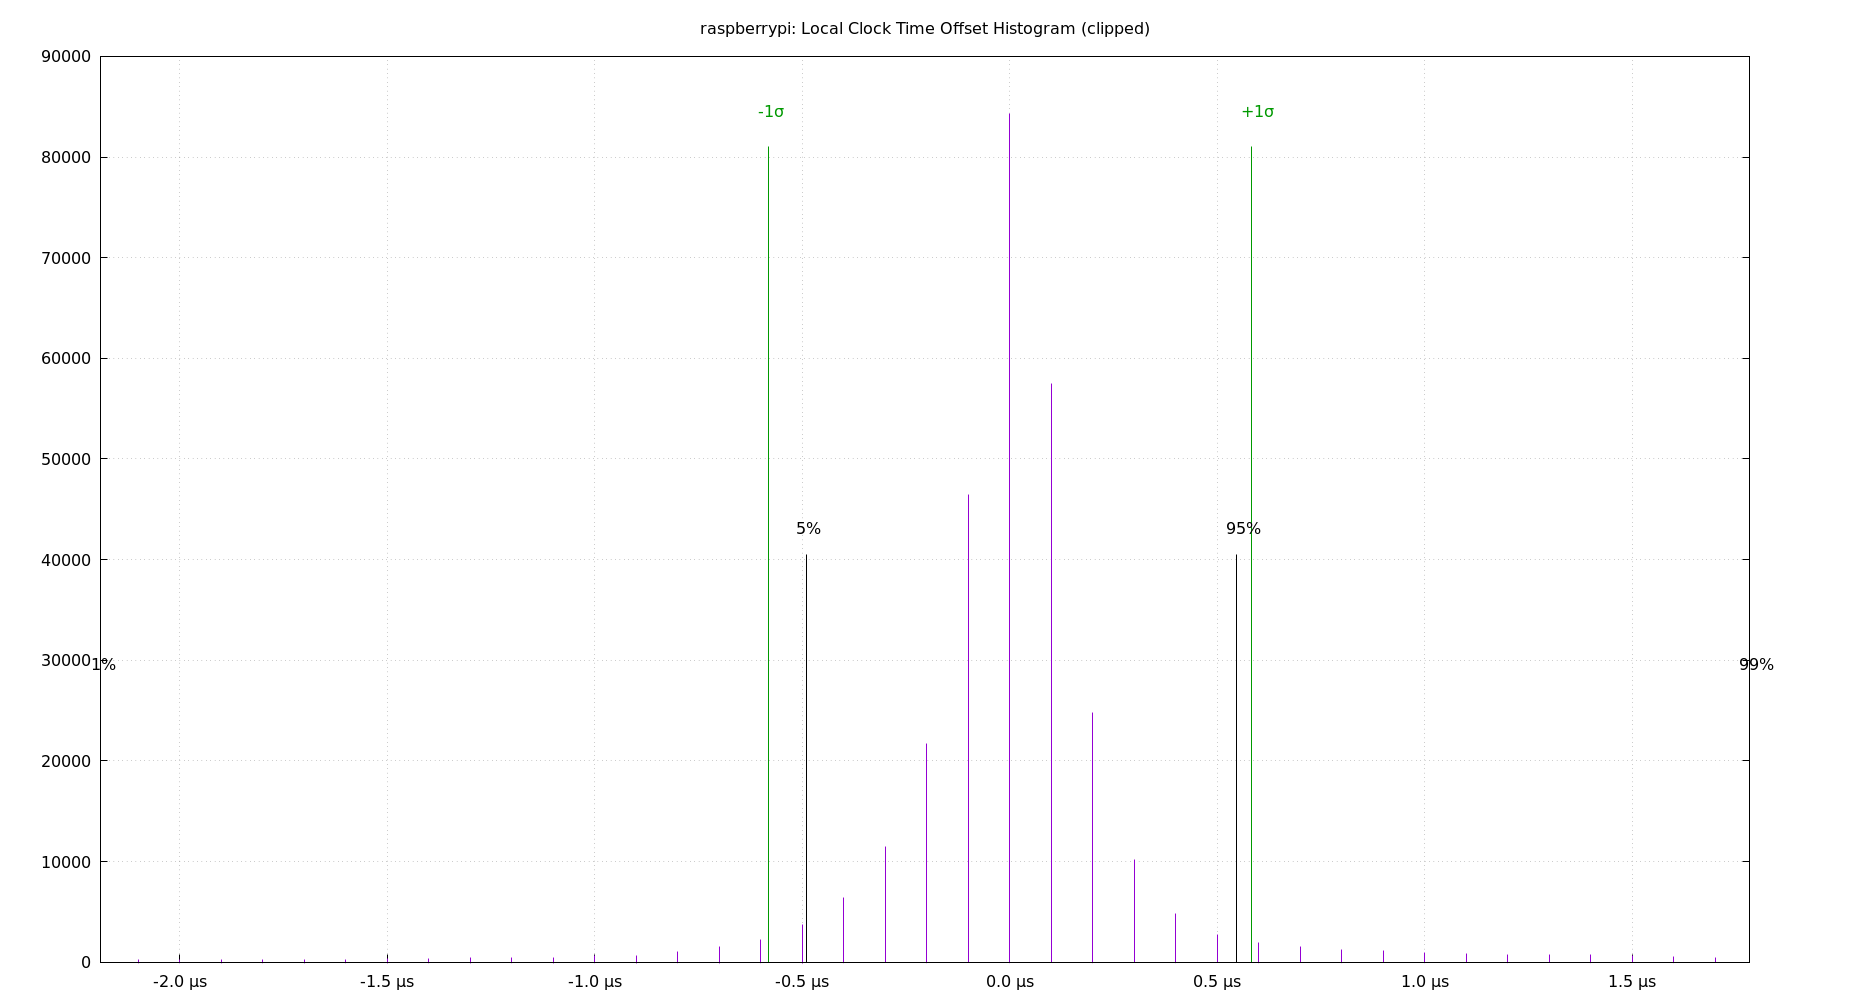 raspberrypi: Local Clock Time Offset Histogram (clipped)
90000
-1σ
+1σ
80000
70000
60000
50000
5%
95%
40000
30000
1%
99%
20000
10000
0
-2.0 µs
-1.5 µs
-1.0 µs
-0.5 µs
0.0 µs
0.5 µs
1.0 µs
1.5 µs